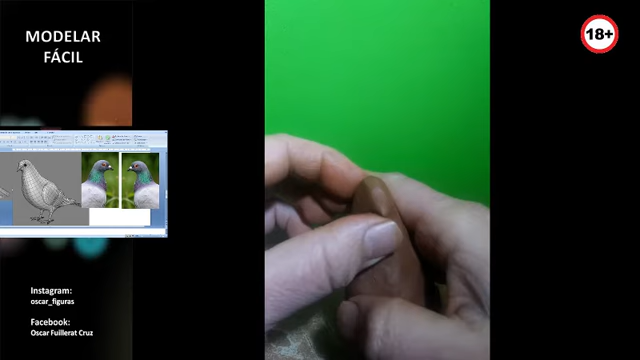 MODELAR
FÁCIL
18+
Instagram:
oscar_figuras
Facebook:
Oscar Fuillerat Cruz